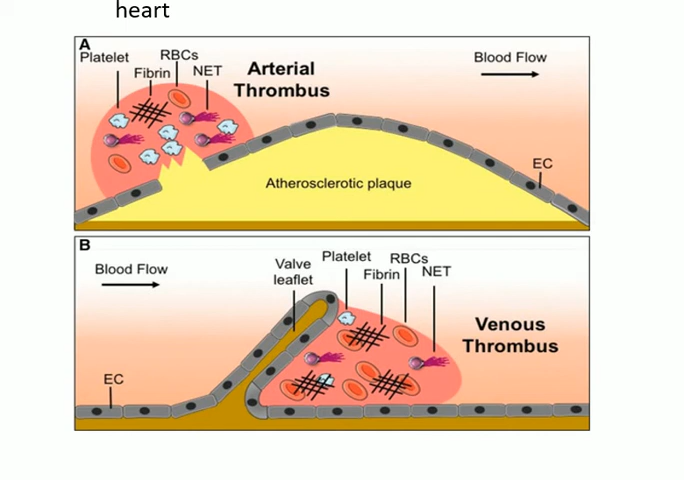 heart
A
Platelet
RBCs
Fibrin
NET
Arterial
Thrombus
Blood Flow
EC
Atherosclerotic plaque
B
Blood Flow
Valve
leaflet
Platelet
RBCs
Fibrin
NET
Venous
Thrombus
EC